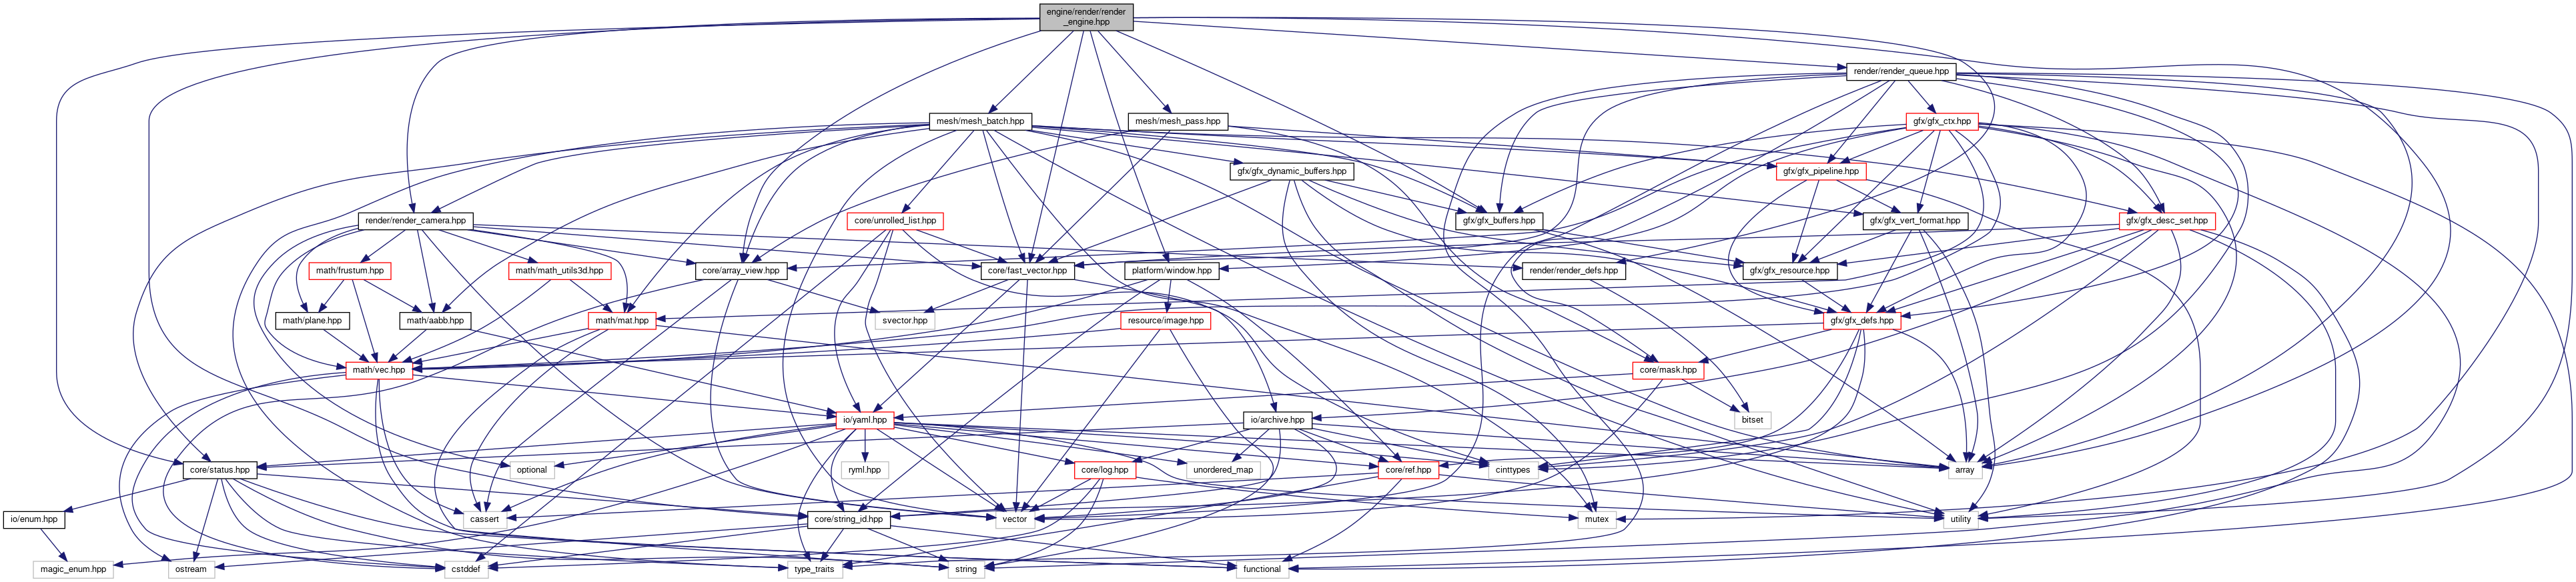 engine/render/render
_engine.hpp
render/render_queue.hpp
mesh/mesh_batch.hpp
mesh/mesh_pass.hpp
gfx/gfx_ctx.hpp
gfx/gfx_dynamic_buffers.hpp
gfx/gfx_pipeline.hpp
render/render_camera.hpp
core/unrolled_list.hpp
gfx/gfx_buffers.hpp
gfx/gfx_vert_format.hpp
gfx/gfx_desc_set.hpp
math/frustum.hpp
math/math_utils3d.hpp
core/array_view.hpp
core/fast_vector.hpp
platform/window.hpp
render/render_defs.hpp
gfx/gfx_resource.hpp
math/plane.hpp
math/aabb.hpp
math/mat.hpp
svector.hpp
resource/image.hpp
gfx/gfx_defs.hpp
math/vec.hpp
core/mask.hpp
io/yaml.hpp
io/archive.hpp
bitset
core/status.hpp
optional
ryml.hpp
core/log.hpp
unordered_map
core/ref.hpp
cinttypes
array
io/enum.hpp
cassert
core/string_id.hpp
vector
mutex
utility
magic_enum.hpp
ostream
cstddef
type_traits
string
functional